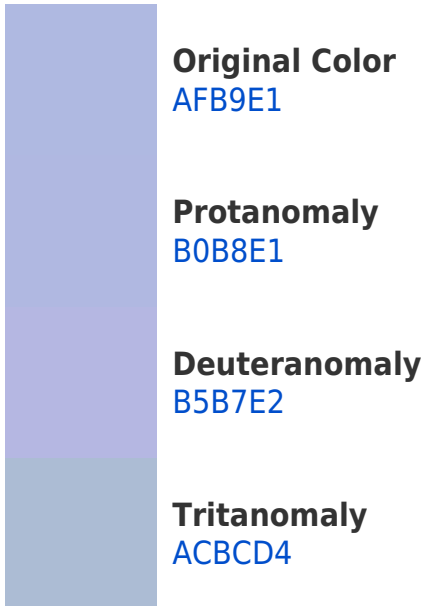 Original Color
AFB9E1
Protanomaly
B0B8E1
Deuteranomaly
B5B7E2
Tritanomaly
ACBCD4